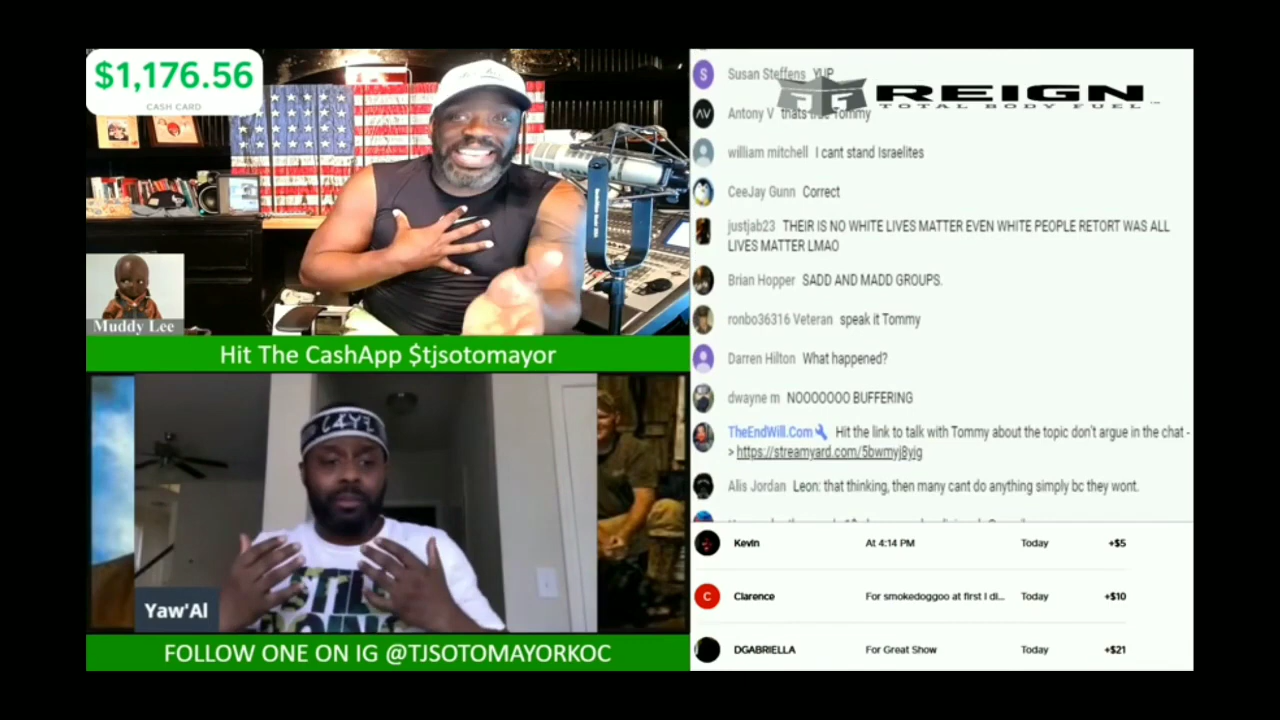 $1,176.56
CASH CARD
Muddy Lee
Hit The CashApp $tjsotomayor
Yaw'Al
FOLLOW ONE ON IG @TJSOTOMAYORKOC
REIGN
TOTAL BODY FUEL
S Susan Steffens YUP
AV Antony V thats true Tommy
william mitchell I cant stand Israelites
CeeJay Gunn Correct
justjab23 THEIR IS NO WHITE LIVES MATTER EVEN WHITE PEOPLE RETORT WAS ALL
LIVES MATTER LMAO
Brian Hopper SADD AND MADD GROUPS.
ronbo36316 Veteran speak it Tommy
Darren Hilton What happened?
dwayne m NOOOOOOO BUFFERING
TheEndWill.Com Hit the link to talk with Tommy about the topic don't argue in the chat -
> https://streamyard.com/5bwmyj8yig
Alis Jordan Leon: that thinking, then many cant do anything simply bc they wont.
Kevin At 4:14 PM Today +$5
C Clarence For smokedoggoo at first I di... Today +$10
DGABRIELLA For Great Show Today +$21